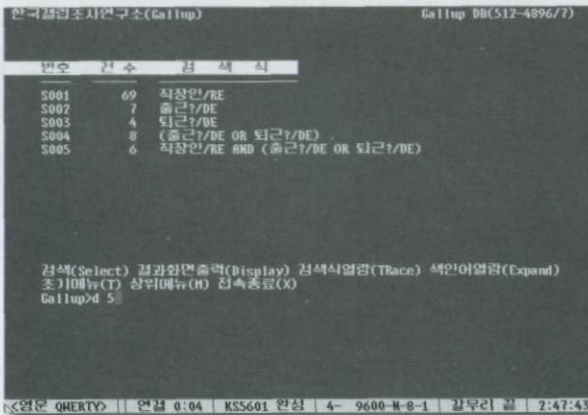 한국갤럽조사연구소(Gallup) Gallup DB(512-4896/7)
번호 건 수 검 색 식
S001 69 직장인/RE
S002 7 출근?/DE
S003 4 퇴근?/DE
S004 8 (출근?/DE OR 퇴근?/DE)
S005 6 직장인/RE AND (출근?/DE OR 퇴근?/DE)
검색(Select) 결과화면출력(Display) 검색식열람(TRace) 색인어열람(Expand)
초기메뉴(T) 상위메뉴(M) 접속종료(X)
Gallup>d 5
<영문 QWERTY> 연결 0:04 KS5601 완성 4- 9600-N-8-1 갈무리 끝 2:47:43